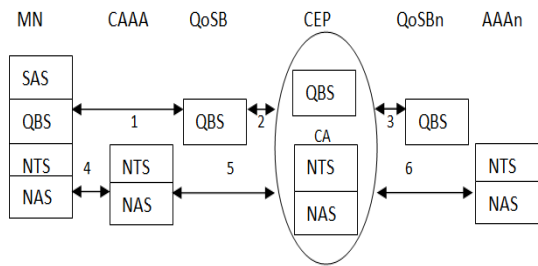 MN CAAA QoSB CEP QoSBn AAAn
SAS
QBS
QBS 1 QBS 2 3 QBS
CA
NTS 4 NTS 5 NTS 6 NTS
NAS NAS NAS NAS